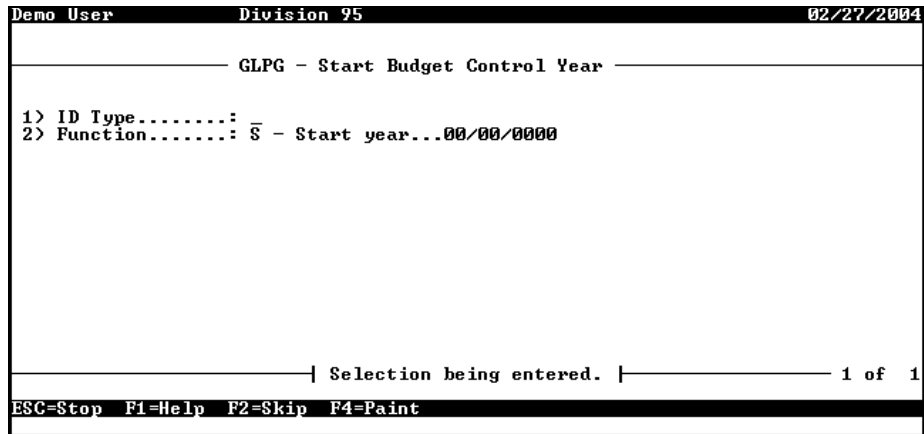 Demo User Division 95 02/27/2004
GLPG - Start Budget Control Year
1) ID Type........: _
2) Function.......: S - Start year...00/00/0000
Selection being entered. 1 of 1
ESC=Stop F1=Help F2=Skip F4=Paint